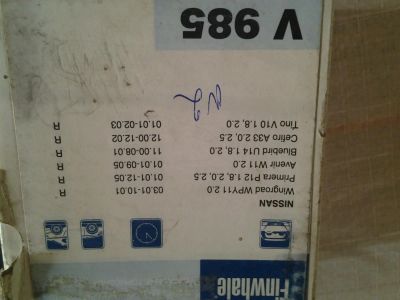 Finwhale
NISSAN
Wingroad WPY11 2.0 03.01-10.01 R
Primera P12 1.8, 2.0, 2.5 01.01-12.05 R
Avenir W11 2.0 01.01-09.05 R
Bluebird U14 1.8, 2.0 11.00-08.01 R
Cefiro A33 2.0, 2.5 12.00-12.02 R
Tino V10 1.8, 2.0 01.01-02.03 R
V 985